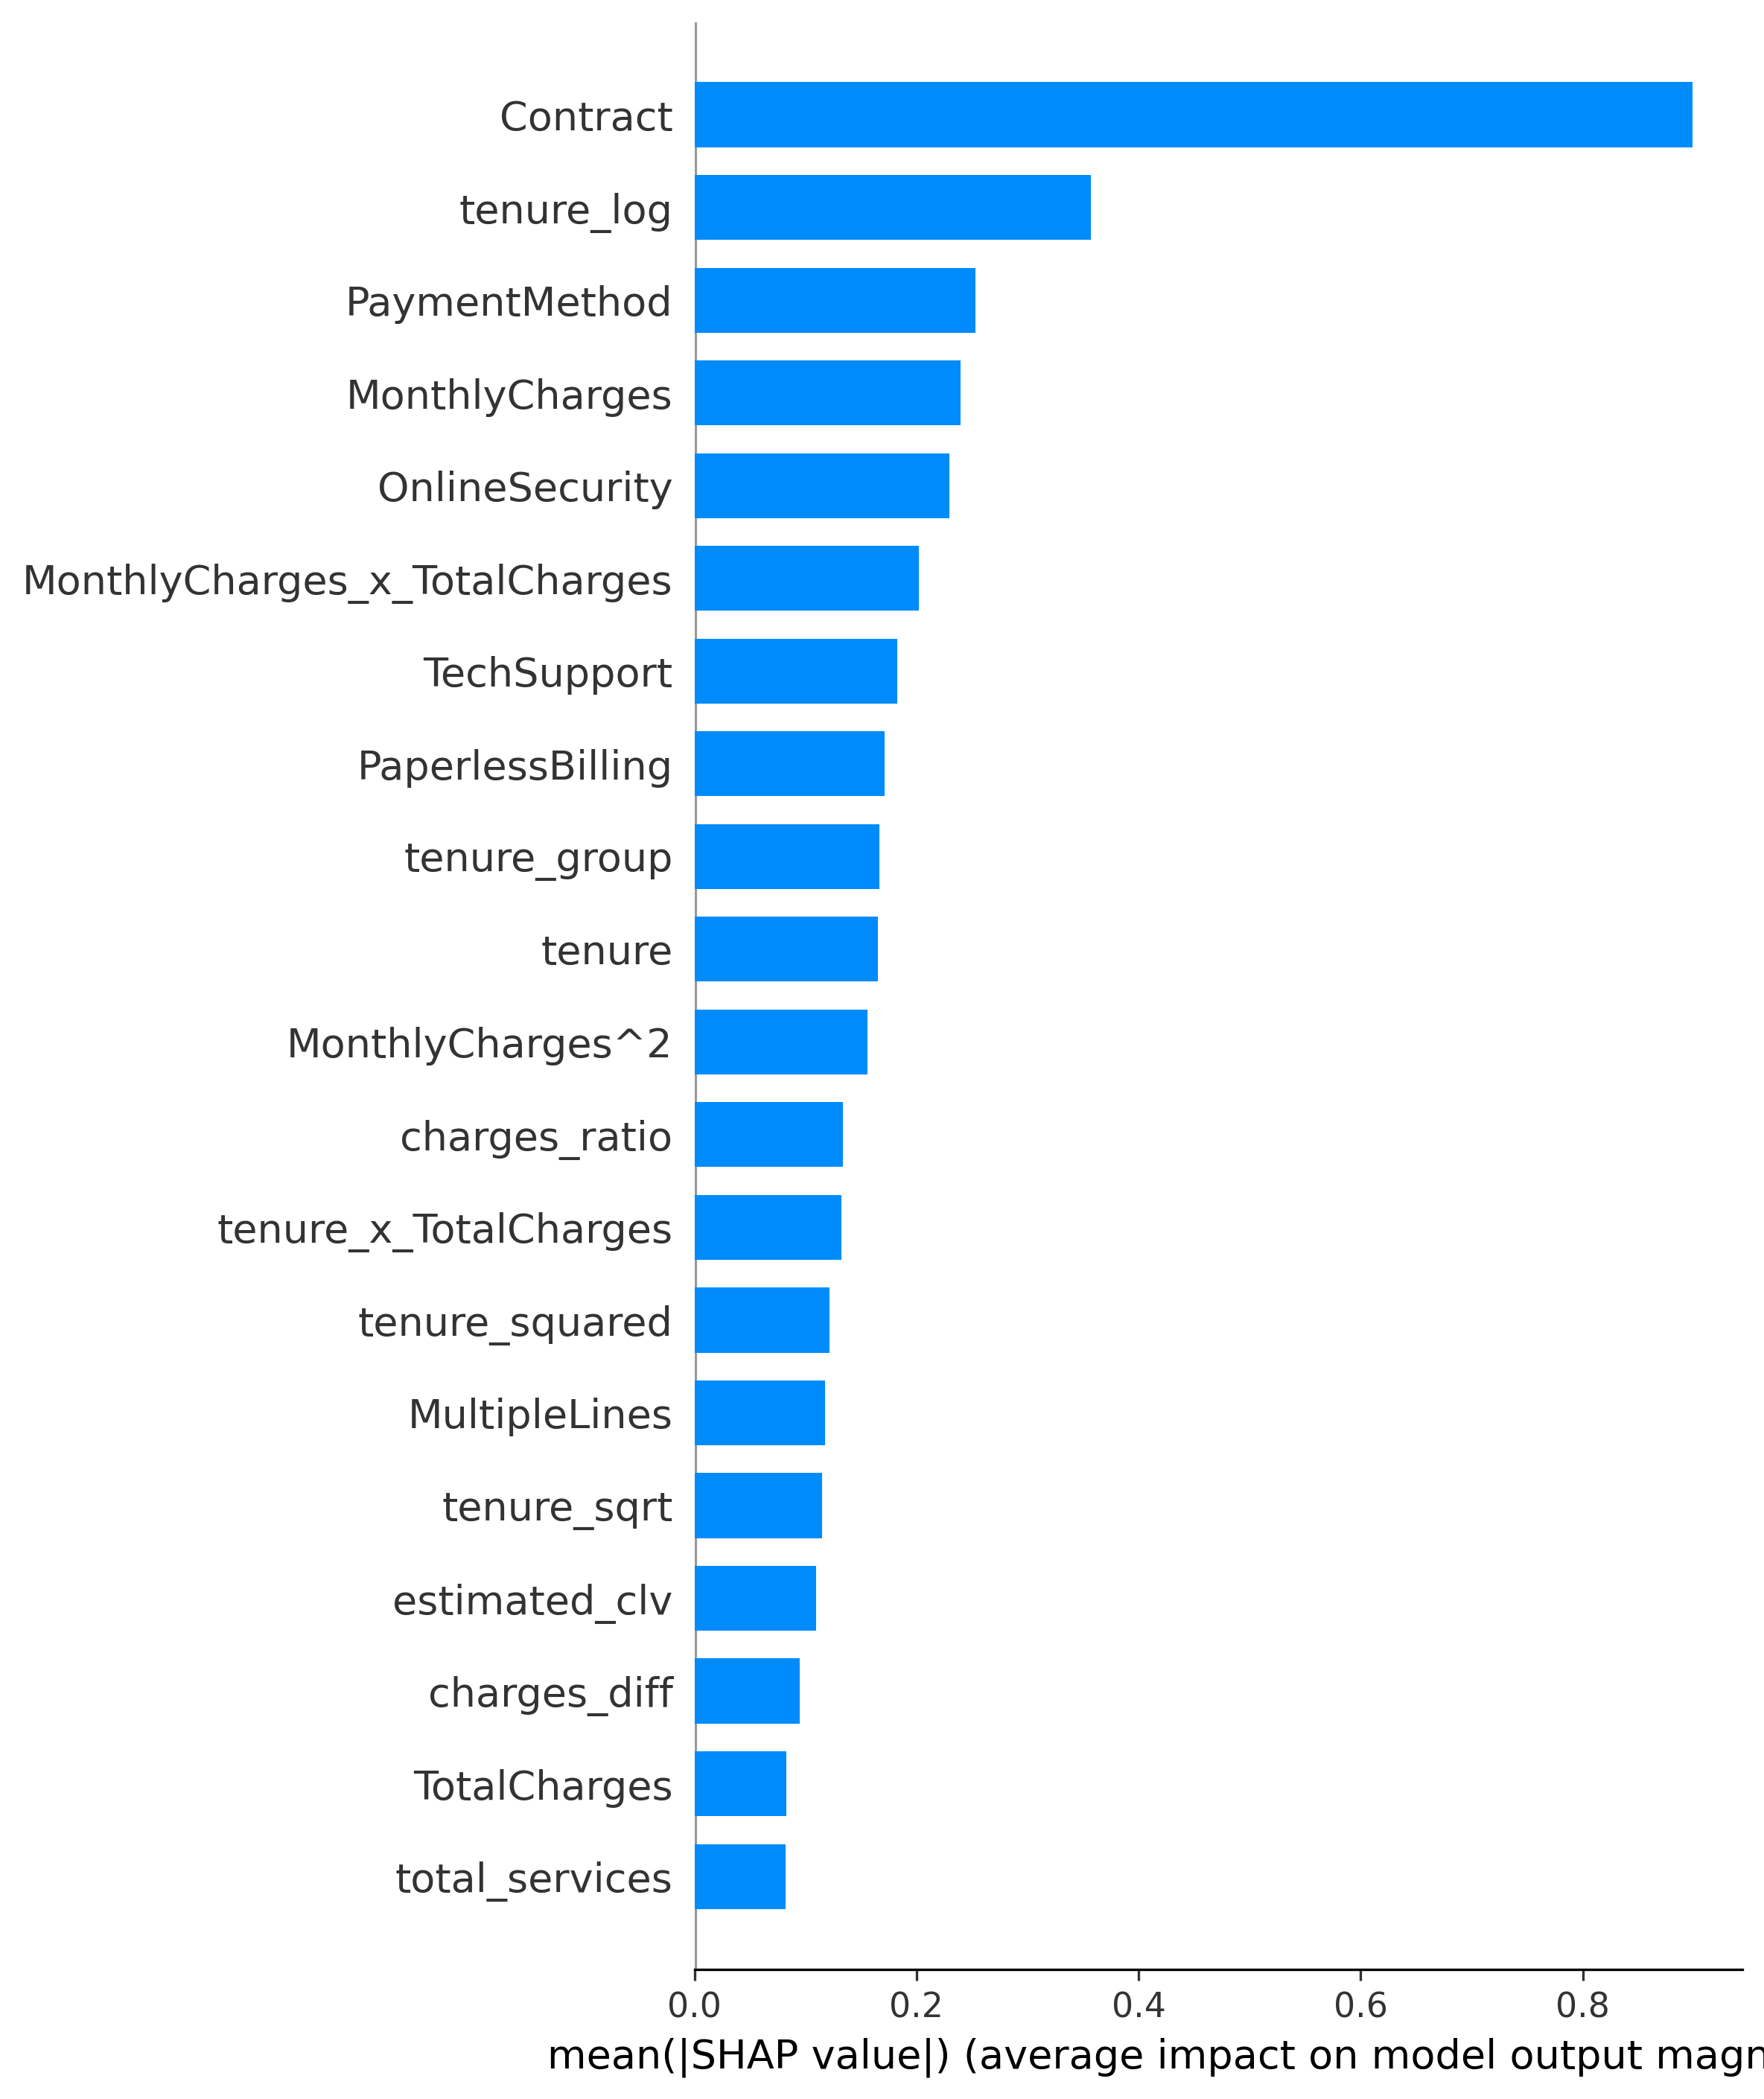 Contract
tenure_log
PaymentMethod
MonthlyCharges
OnlineSecurity
MonthlyCharges_x_TotalCharges
TechSupport
PaperlessBilling
tenure_group
tenure
MonthlyCharges^2
charges_ratio
tenure_x_TotalCharges
tenure_squared
MultipleLines
tenure_sqrt
estimated_clv
charges_diff
TotalCharges
total_services
0.0 0.2 0.4 0.6 0.8
mean(|SHAP value|) (average impact on model output magn